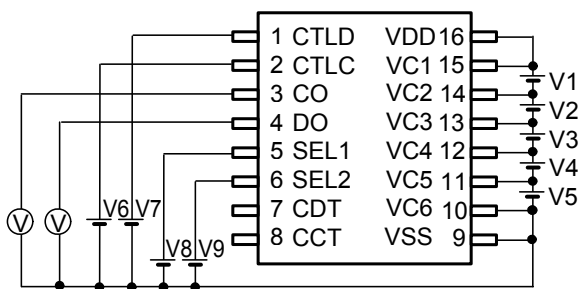 1 CTLD VDD 16
2 CTLC VC1 15
V1
3 CO VC2 14
V2
4 DO VC3 13
V3
5 SEL1 VC4 12
V4
6 SEL2 VC5 11
V5
V6 V7
7 CDT VC6 10
V V
V8 V9
8 CCT VSS 9